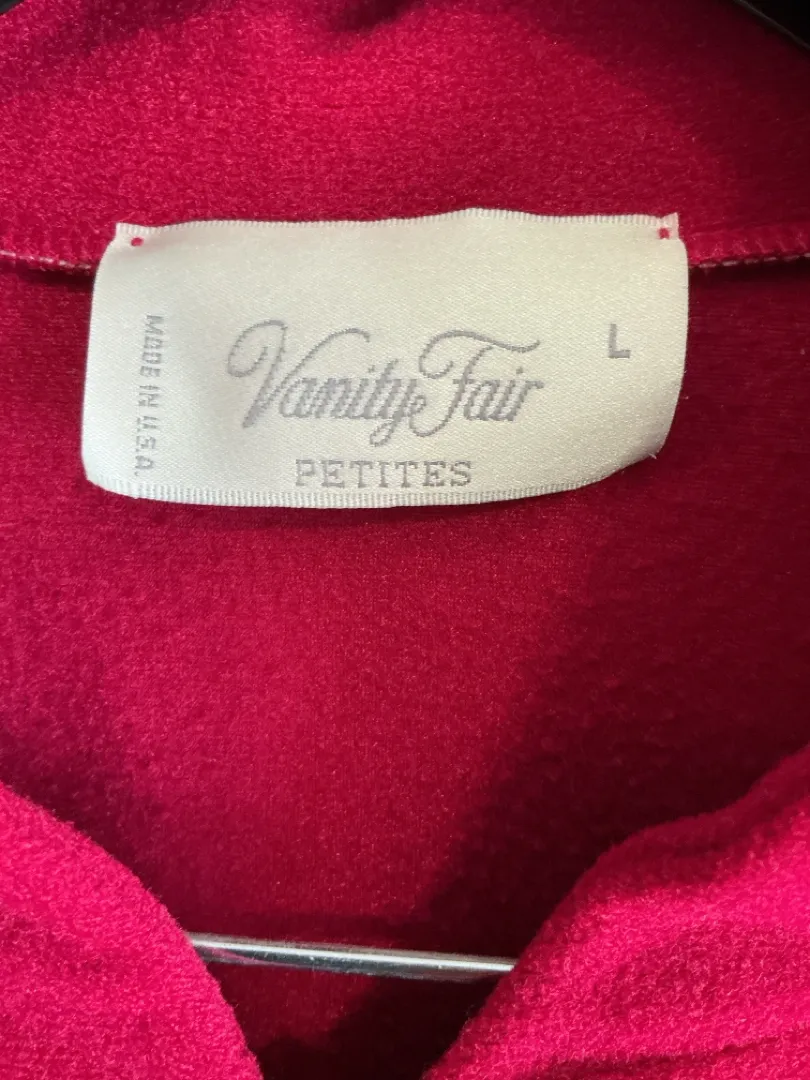 MADE IN U.S.A.
Vanity Fair
L
PETITES